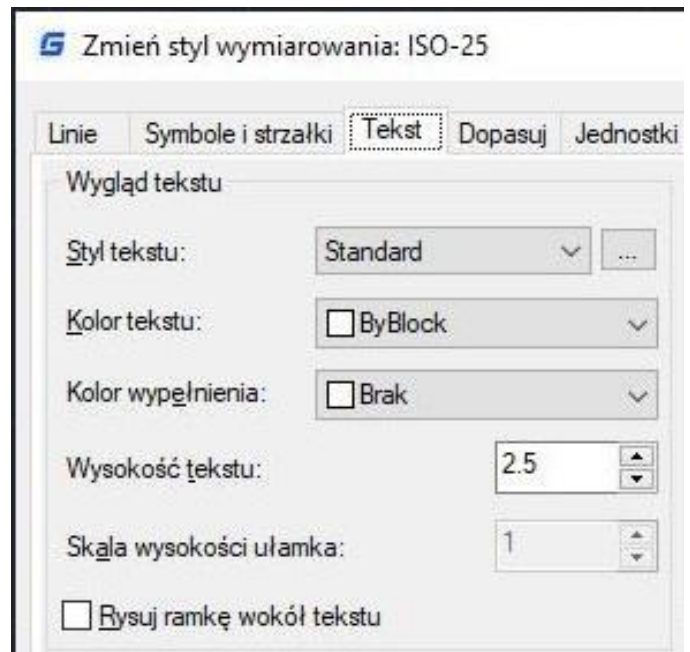 Zmień styl wymiarowania: ISO-25
Linie Symbole i strzałki Tekst Dopasuj Jednostki
Wygląd tekstu
Styl tekstu: Standard ...
Kolor tekstu: ByBlock
Kolor wypełnienia: Brak
Wysokość tekstu: 2.5
Skala wysokości ułamka: 1
Rysuj ramkę wokół tekstu